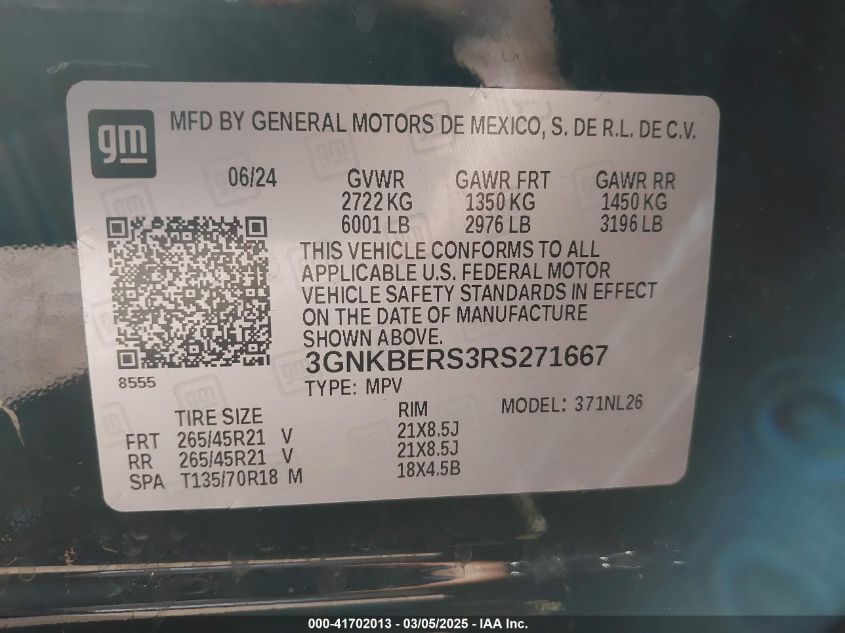 gm
MFD BY GENERAL MOTORS DE MEXICO, S. DE R.L. DE C.V.
06/24 GVWR GAWR FRT GAWR RR
2722 KG 1350 KG 1450 KG
6001 LB 2976 LB 3196 LB
THIS VEHICLE CONFORMS TO ALL
APPLICABLE U.S. FEDERAL MOTOR
VEHICLE SAFETY STANDARDS IN EFFECT
ON THE DATE OF MANUFACTURE
SHOWN ABOVE.
3GNKBERS3RS271667
8555 TYPE: MPV
TIRE SIZE RIM MODEL: 371NL26
FRT 265/45R21 V 21X8.5J
RR 265/45R21 V 21X8.5J
SPA T135/70R18 M 18X4.5B
000-41702013 - 03/05/2025 - IAA Inc.